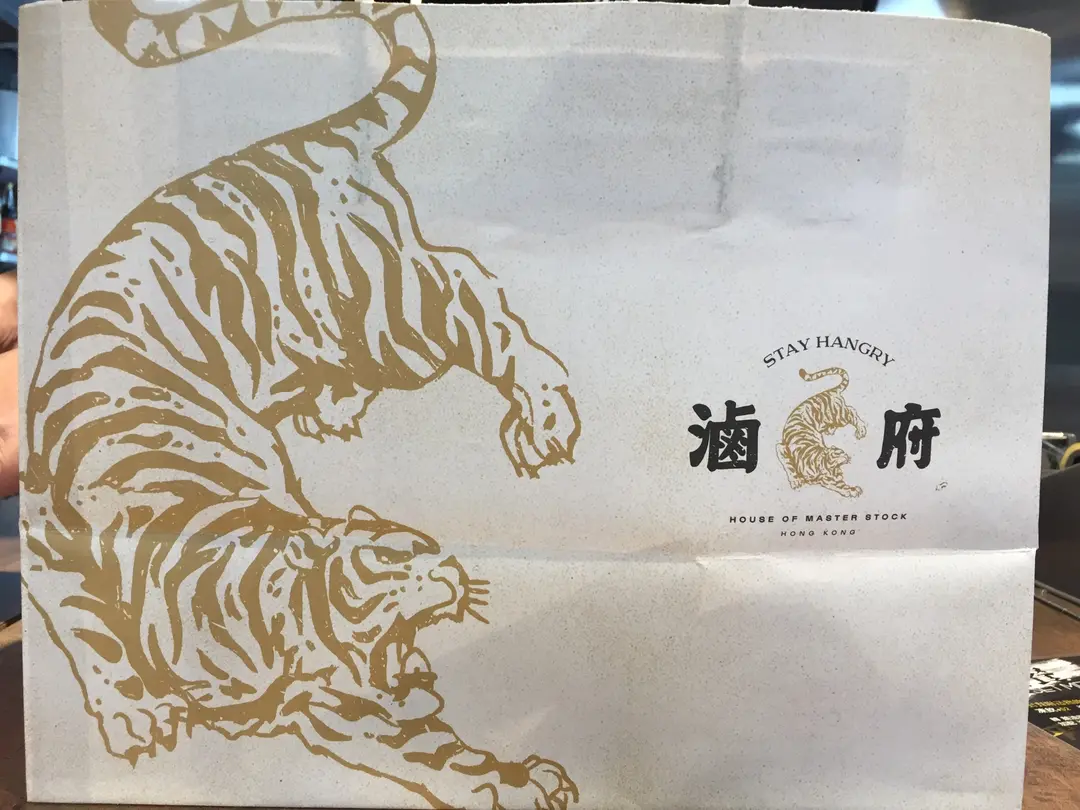 STAY HANGRY
滷府
HOUSE OF MASTER STOCK
HONG KONG